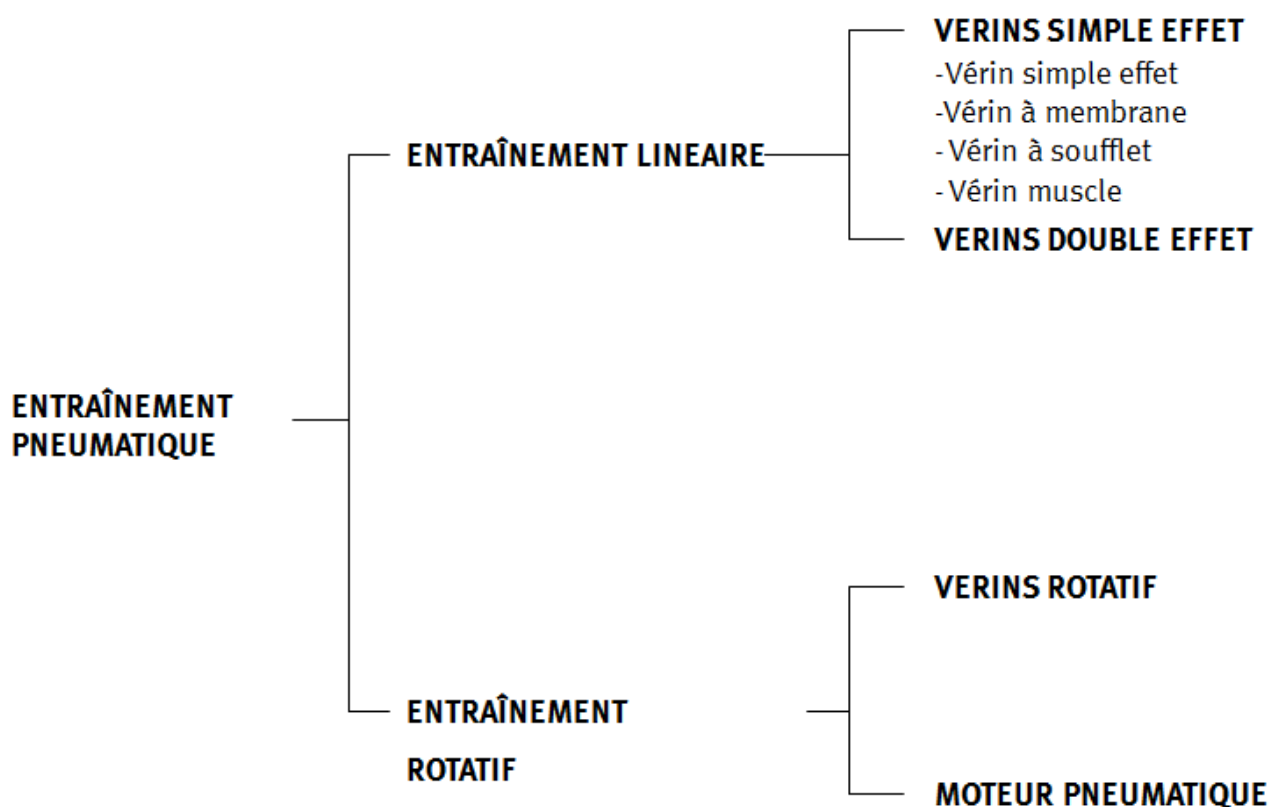 VERINS SIMPLE EFFET
-Vérin simple effet
-Vérin à membrane
- Vérin à soufflet
- Vérin muscle
ENTRAÎNEMENT LINEAIRE
VERINS DOUBLE EFFET
ENTRAÎNEMENT
PNEUMATIQUE
VERINS ROTATIF
ENTRAÎNEMENT
ROTATIF
MOTEUR PNEUMATIQUE